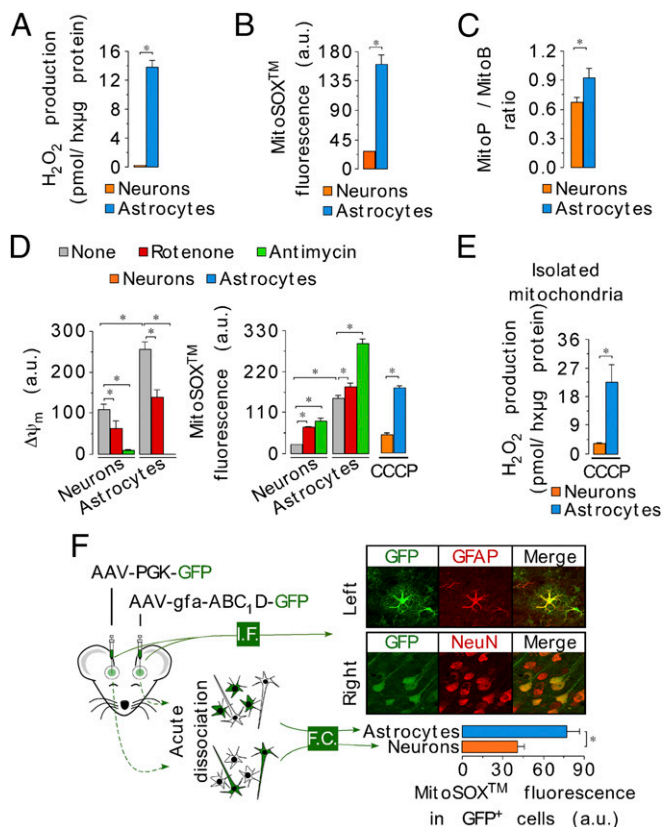 A
H2O2 production
(pmol/ hxµg protein)
16
12
8
4
0
*
Neurons
Astrocytes
B
MitoSOX™
fluorescence (a.u.)
180
135
90
45
0
*
Neurons
Astrocytes
C
MitoP / MitoB
ratio
1.2
0.9
0.6
0.3
0.0
*
Neurons
Astrocytes
D
None Rotenone Antimycin
Neurons Astrocytes
Δψm
(a.u.)
300
200
100
0
*
*
*
*
*
Neurons
Astrocytes
MitoSOX™
fluorescence (a.u.)
330
220
110
0
*
*
*
*
*
*
Neurons
Astrocytes
CCCP
E
Isolated
mitochondria
H2O2 production
(pmol/ hxµg protein)
36
24
12
0
*
CCCP
Neurons
Astrocytes
F
AAV-PGK-GFP
AAV-gfa-ABC1D-GFP
I.F.
GFP GFAP Merge
Left
GFP NeuN Merge
Right
Acute
dissociation
F.C.
Astrocytes
Neurons
*
0 30 60 90
MitoSOX™ fluorescence
in GFP+ cells (a.u.)